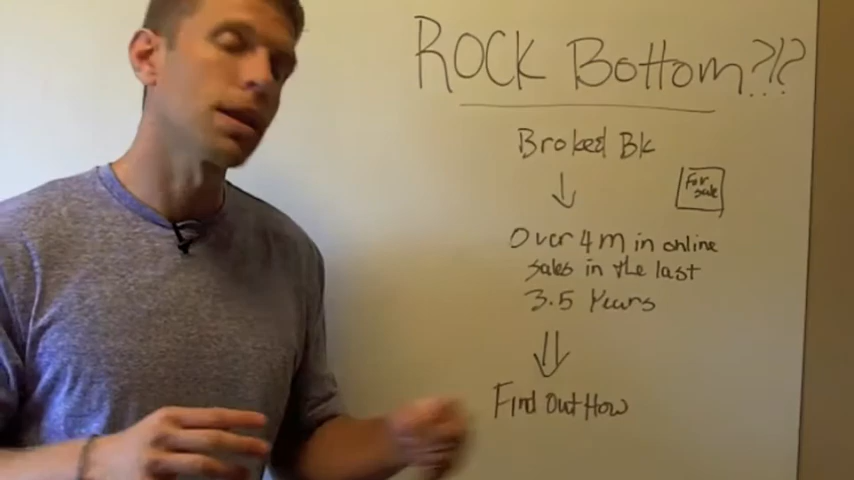 ROCK BOTTOM??!?...
Broked Bk
For
sale
Over 4m in online
sales in the last
3.5 Years
Find Out How